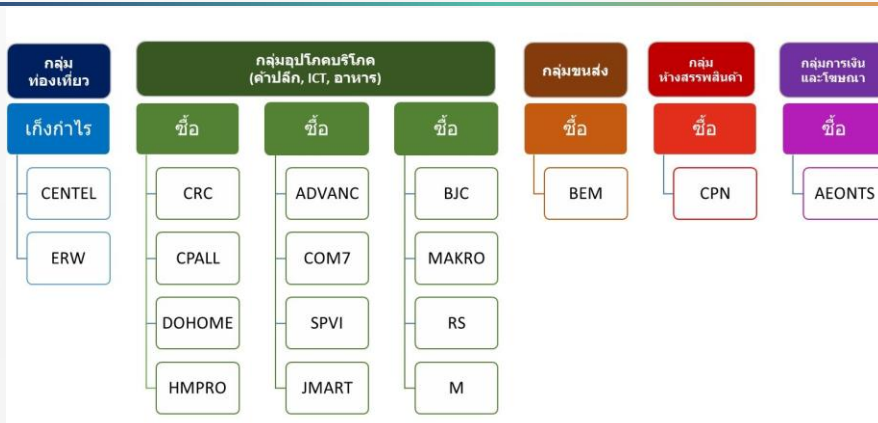 กลุ่ม
ท่องเที่ยว
กลุ่มอุปโภคบริโภค
(ค้าปลีก, ICT, อาหาร)
กลุ่มขนส่ง
กลุ่ม
ห้างสรรพสินค้า
กลุ่มการเงิน
และโฆษณา
เก็งกำไร
ซื้อ
ซื้อ
ซื้อ
ซื้อ
ซื้อ
ซื้อ
CENTEL
CRC
ADVANC
BJC
BEM
CPN
AEONTS
ERW
CPALL
COM7
MAKRO
DOHOME
SPVI
RS
HMPRO
JMART
M